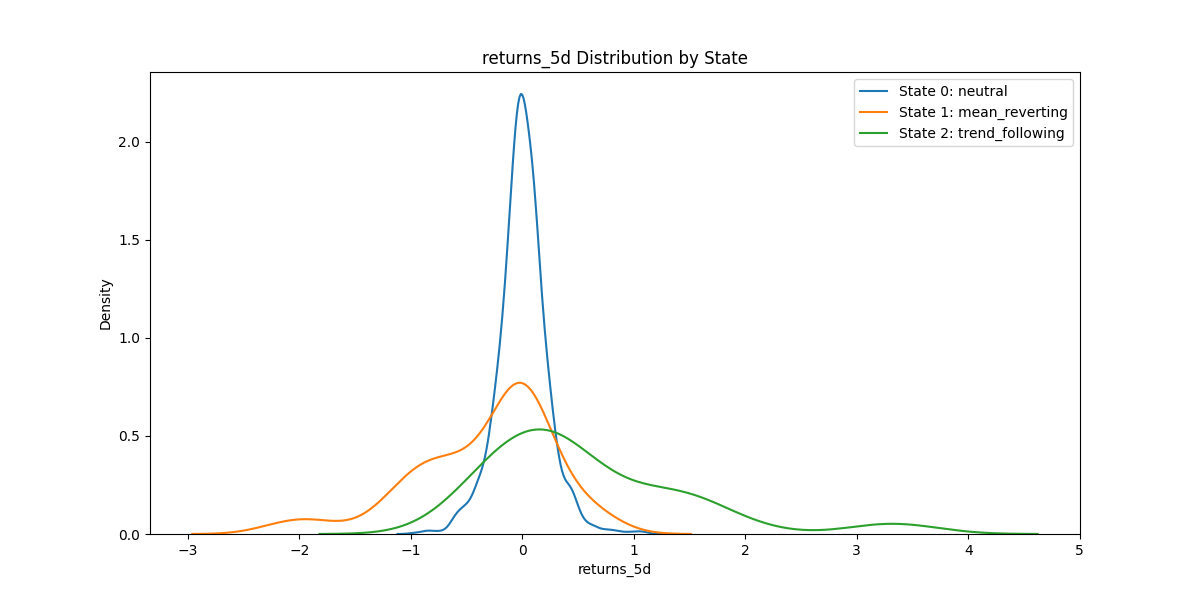 returns_5d Distribution by State
State 0: neutral
State 1: mean_reverting
State 2: trend_following
Density
2.0
1.5
1.0
0.5
0.0
−3 −2 −1 0 1 2 3 4 5
returns_5d